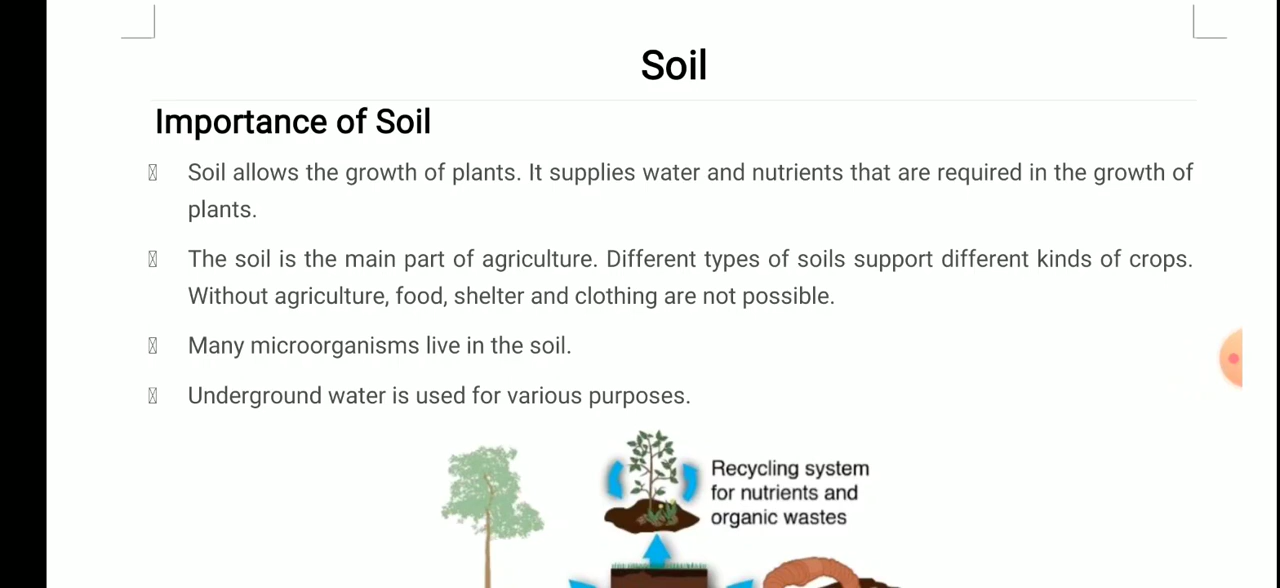 Soil
Importance of Soil
Soil allows the growth of plants. It supplies water and nutrients that are required in the growth of
plants.
The soil is the main part of agriculture. Different types of soils support different kinds of crops.
Without agriculture, food, shelter and clothing are not possible.
Many microorganisms live in the soil.
Underground water is used for various purposes.
Recycling system
for nutrients and
organic wastes